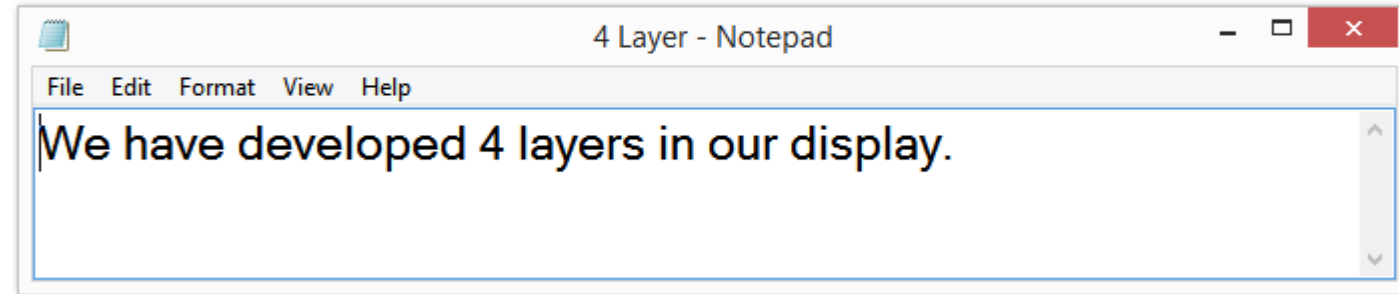 4 Layer - Notepad
File Edit Format View Help
We have developed 4 layers in our display.